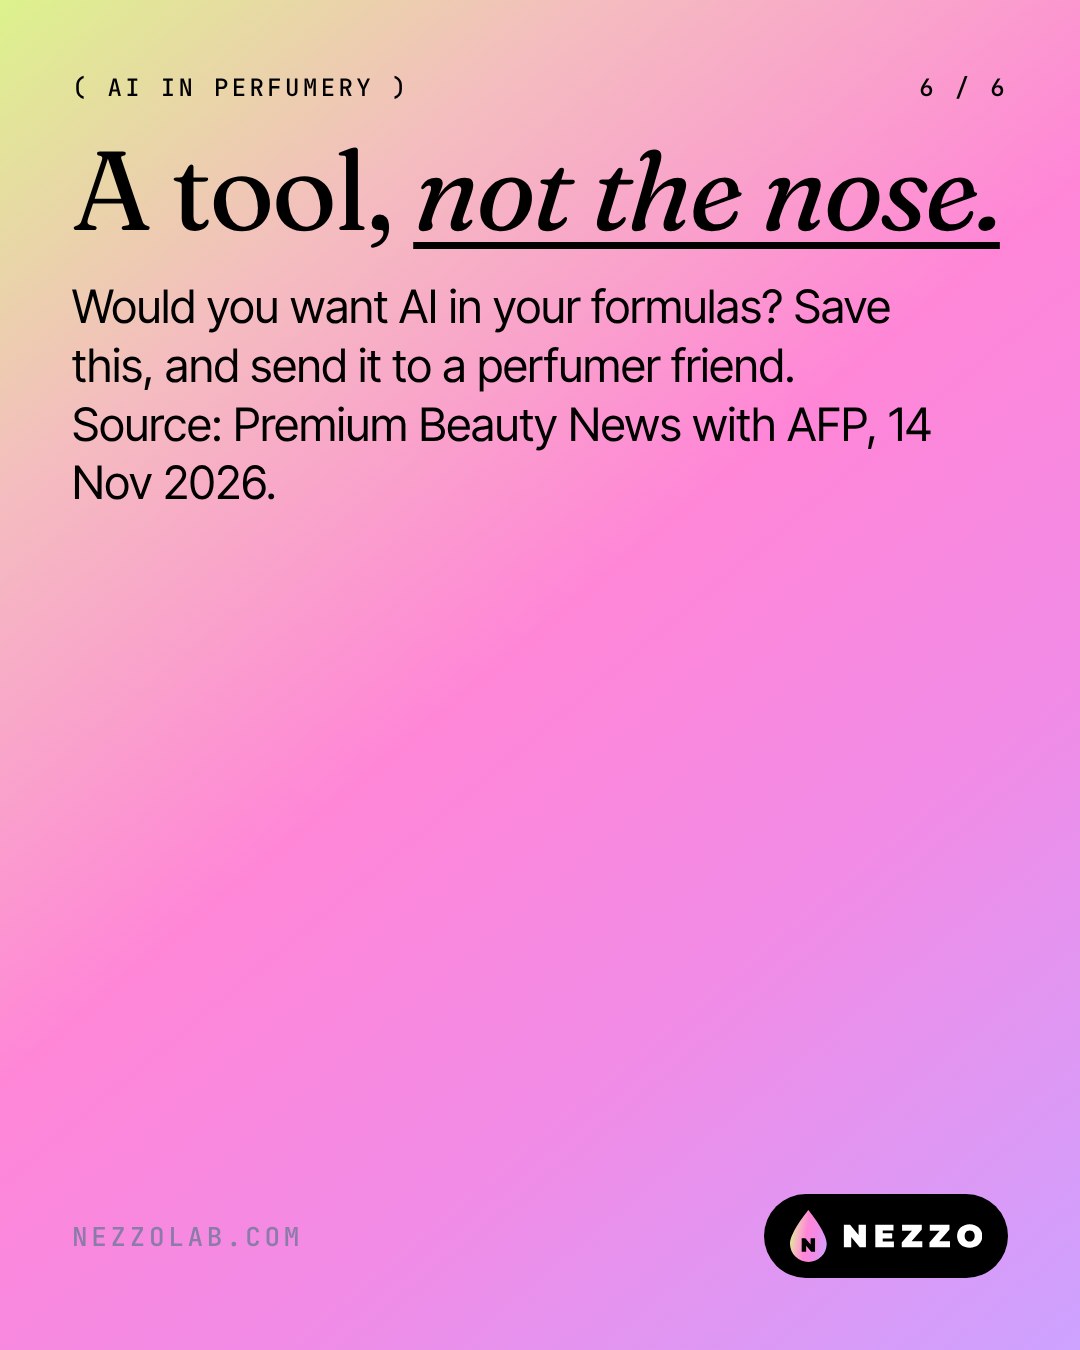 ( AI IN PERFUMERY )
6 / 6
A tool, not the nose.
Would you want AI in your formulas? Save
this, and send it to a perfumer friend.
Source: Premium Beauty News with AFP, 14
Nov 2026.
NEZZOLAB.COM
N NEZZO